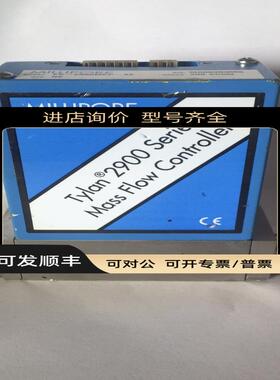 MILLIPORE
进店询价 型号齐全
Tylan® 2900 Series
Mass Flow Controller
CE
可发顺丰
可对公 可开专票/普票